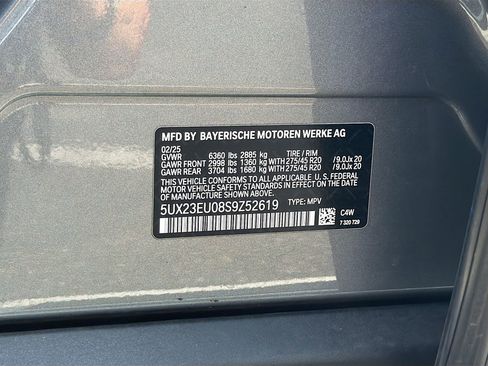 MFD BY BAYERISCHE MOTOREN WERKE AG
02/25
GVWR 6360 lbs 2885 kg TIRE / RIM
GAWR FRONT 2998 lbs 1360 kg WITH 275/45 R20 /9.0Jx 20
GAWR REAR 3704 lbs 1680 kg WITH 275/45 R20 /9.0Jx 20
THIS VEHICLE CONFORMS TO ALL APPLICABLE U.S. FEDERAL
MOTOR VEHICLE SAFETY STANDARDS IN EFFECT ON THE
DATE OF MANUFACTURE SHOWN ABOVE.
5UX23EU08S9Z52619 TYPE: MPV
C4W
7 320 729